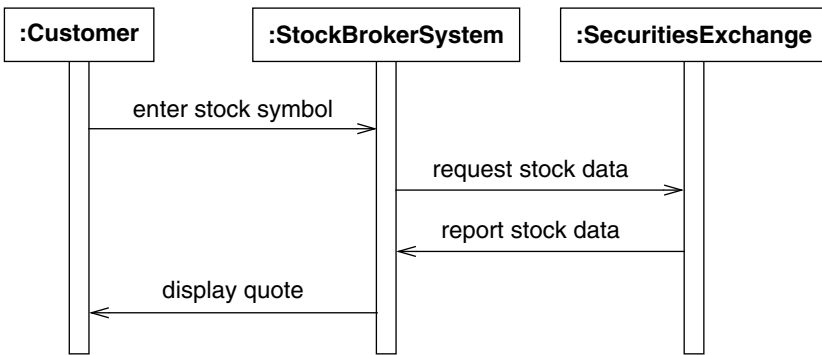 :Customer
:StockBrokerSystem
:SecuritiesExchange
enter stock symbol
request stock data
report stock data
display quote